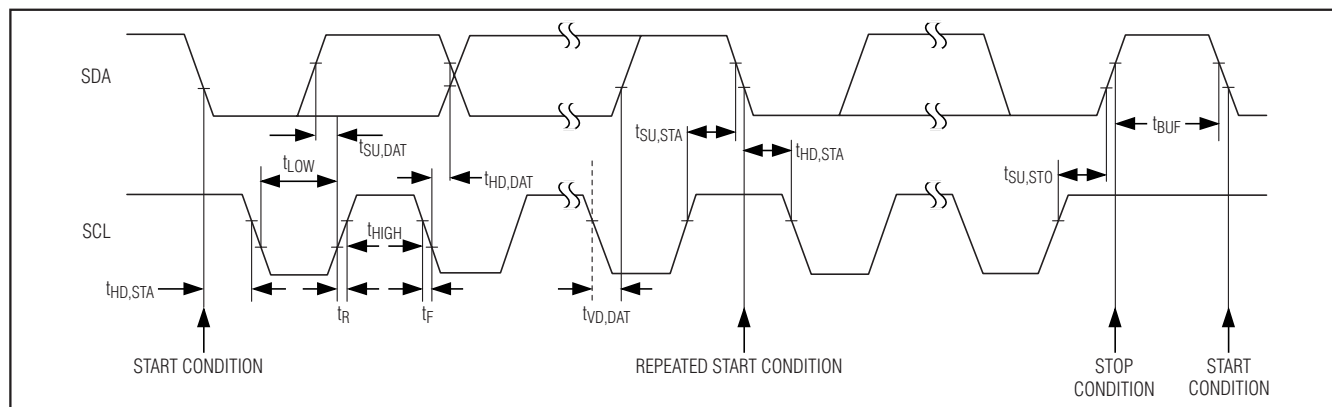 SDA
tSU,DAT
tSU,STA
tHD,STA
tBUF
tLOW
tHD,DAT
tSU,STO
SCL
tHIGH
tHD,STA
tR
tF
tVD,DAT
START CONDITION
REPEATED START CONDITION
STOP
CONDITION
START
CONDITION